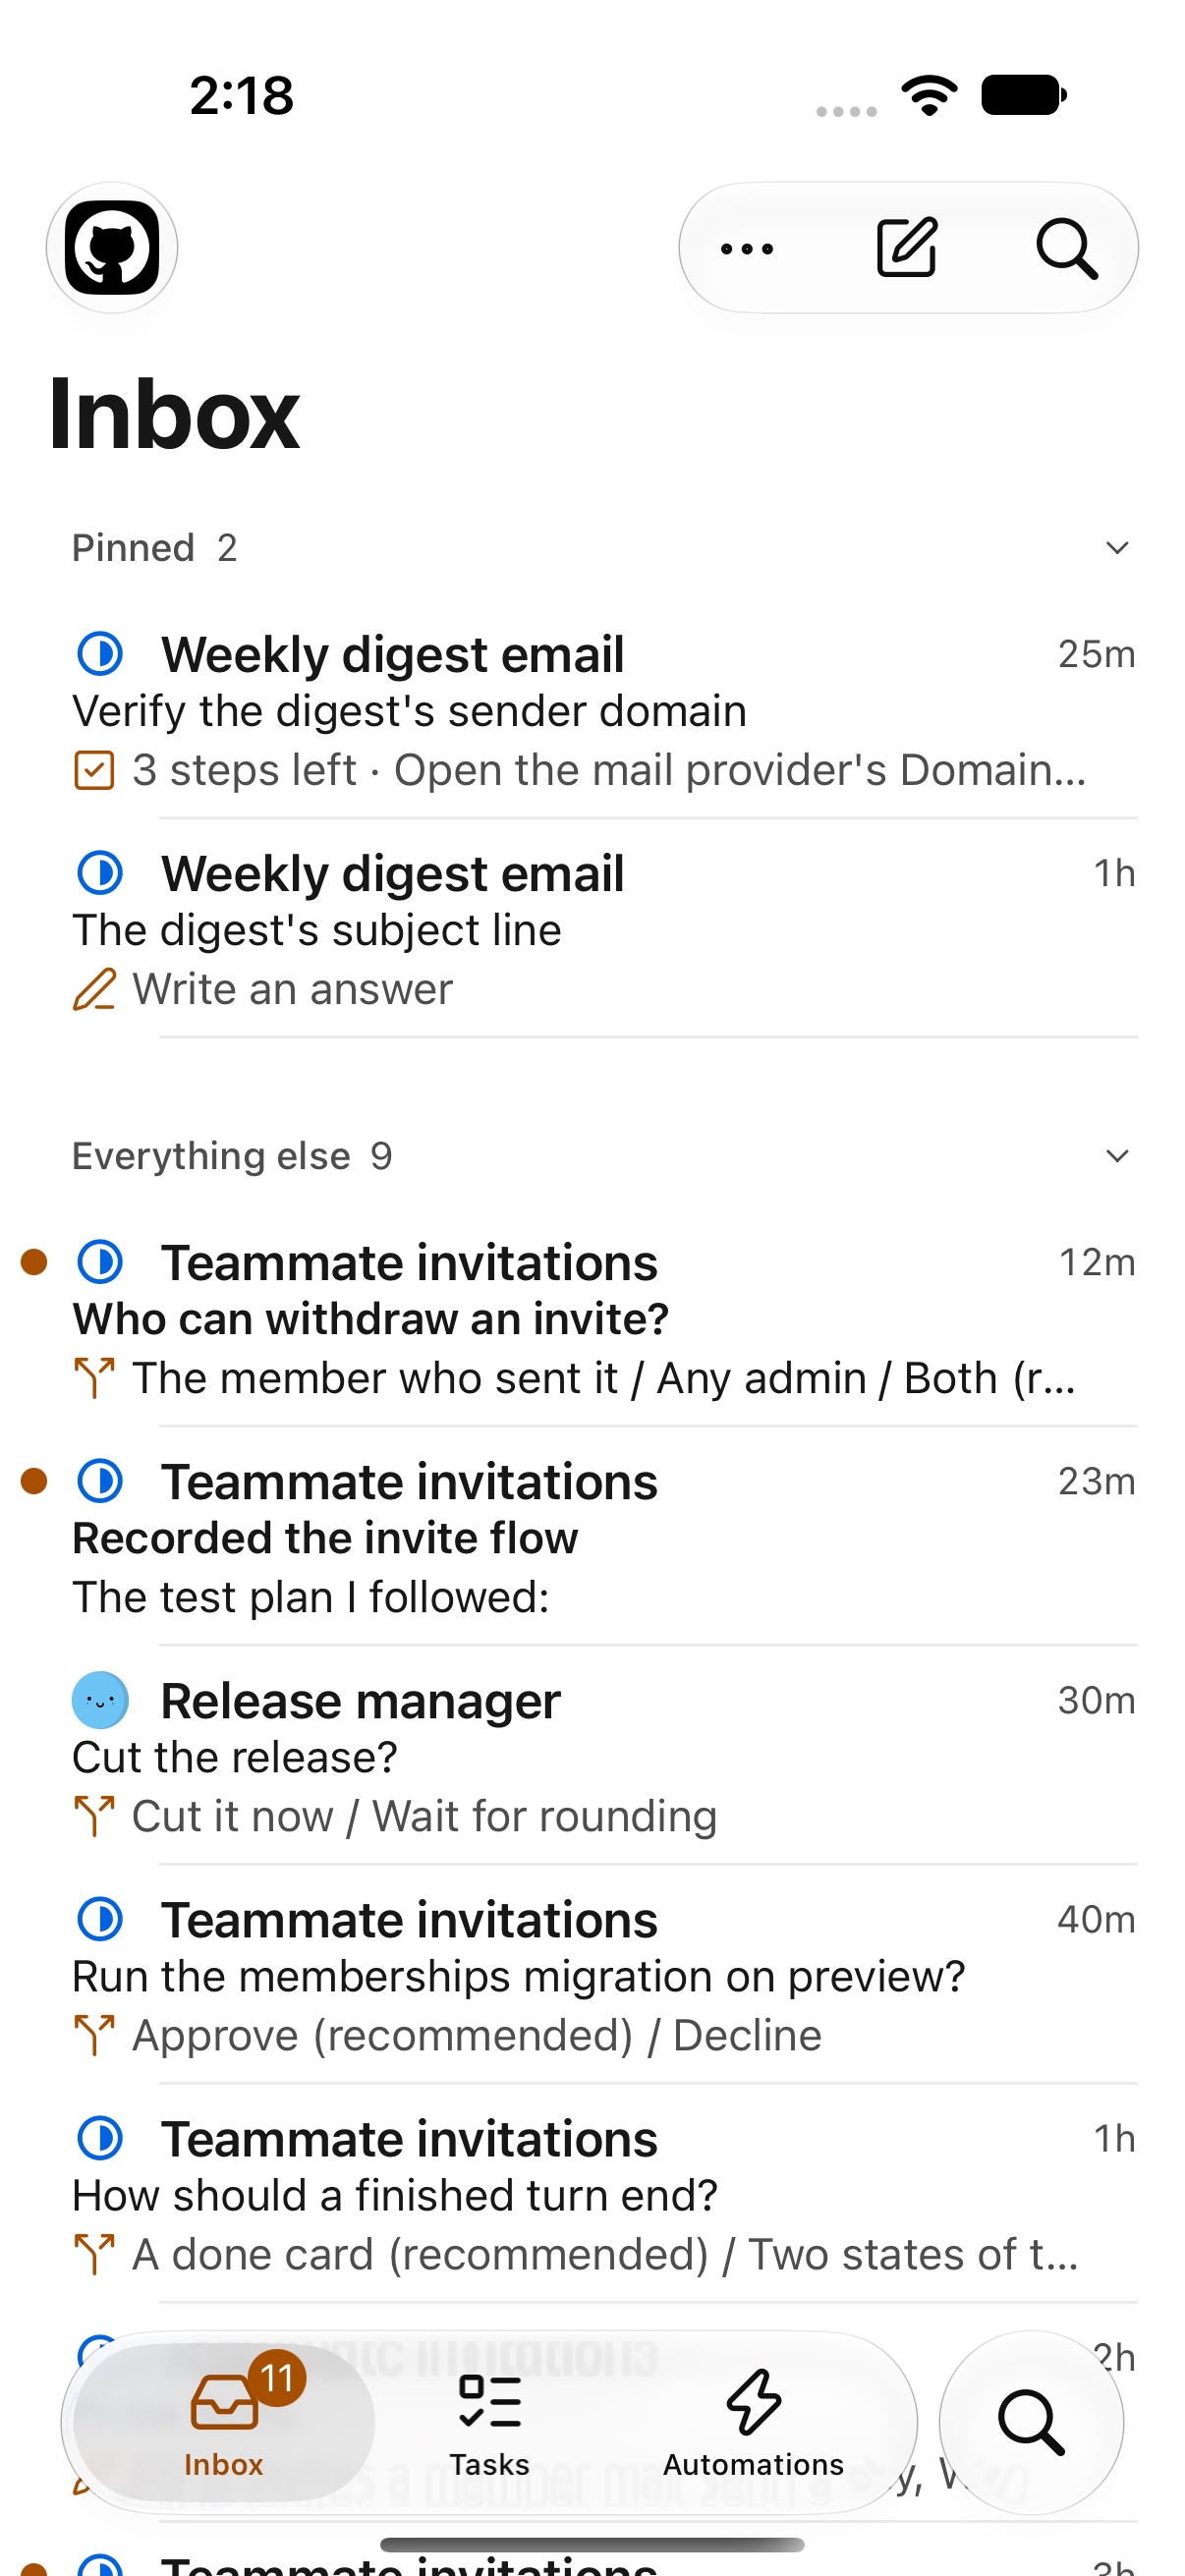 2:18
Inbox
Pinned 2
Weekly digest email 25m
Verify the digest's sender domain
3 steps left · Open the mail provider's Domain...
Weekly digest email 1h
The digest's subject line
Write an answer
Everything else 9
Teammate invitations 12m
Who can withdraw an invite?
The member who sent it / Any admin / Both (r...
Teammate invitations 23m
Recorded the invite flow
The test plan I followed:
Release manager 30m
Cut the release?
Cut it now / Wait for rounding
Teammate invitations 40m
Run the memberships migration on preview?
Approve (recommended) / Decline
Teammate invitations 1h
How should a finished turn end?
A done card (recommended) / Two states of t...
2h
11
Inbox Tasks Automations
Teammate invitations 3h